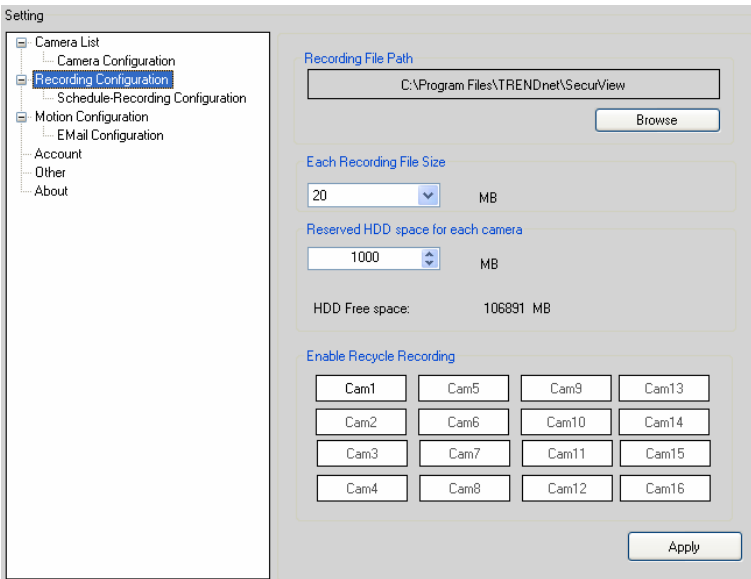 Setting
Camera List
Camera Configuration
Recording Configuration
Schedule-Recording Configuration
Motion Configuration
EMail Configuration
Account
Other
About
Recording File Path
C:\Program Files\TRENDnet\SecurView
Browse
Each Recording File Size
20 MB
Reserved HDD space for each camera
1000 MB
HDD Free space: 106891 MB
Enable Recycle Recording
Cam1 Cam5 Cam9 Cam13
Cam2 Cam6 Cam10 Cam14
Cam3 Cam7 Cam11 Cam15
Cam4 Cam8 Cam12 Cam16
Apply